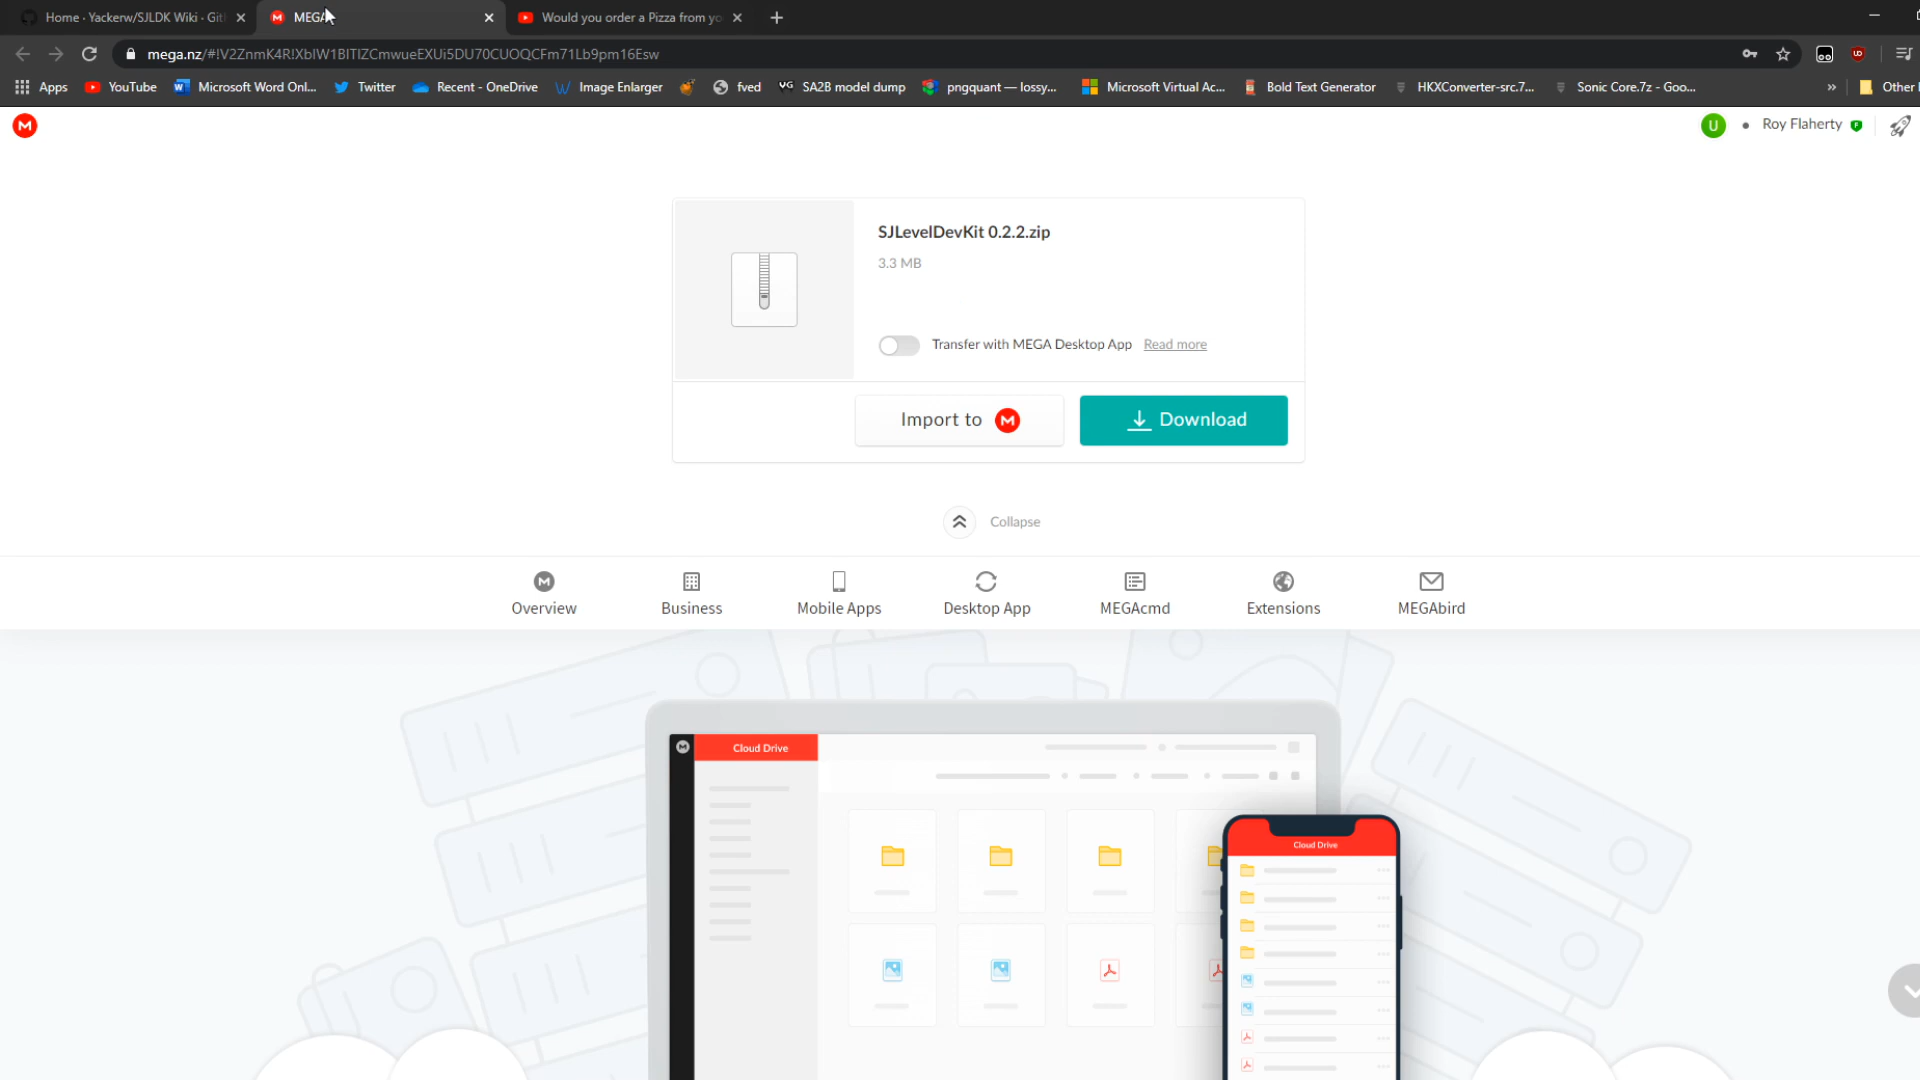 Home · Yackerw/SJLDK Wiki · Git
MEGA
Would you order a Pizza from yo
mega.nz/#!V2ZnmK4R!XbIW1BITIZCmwueEXUi5DU70CUOQCFm71Lb9pm16Esw
Apps
YouTube
Microsoft Word Onl...
Twitter
Recent - OneDrive
Image Enlarger
fved
SA2B model dump
pngquant — lossy...
Microsoft Virtual Ac...
Bold Text Generator
HKXConverter-src.7...
Sonic Core.7z - Goo...
»
Other
M
U
Roy Flaherty
SJLevelDevKit 0.2.2.zip
3.3 MB
Transfer with MEGA Desktop App Read more
Import to M
Download
Collapse
Overview
Business
Mobile Apps
Desktop App
MEGAcmd
Extensions
MEGAbird
Cloud Drive
Cloud Drive